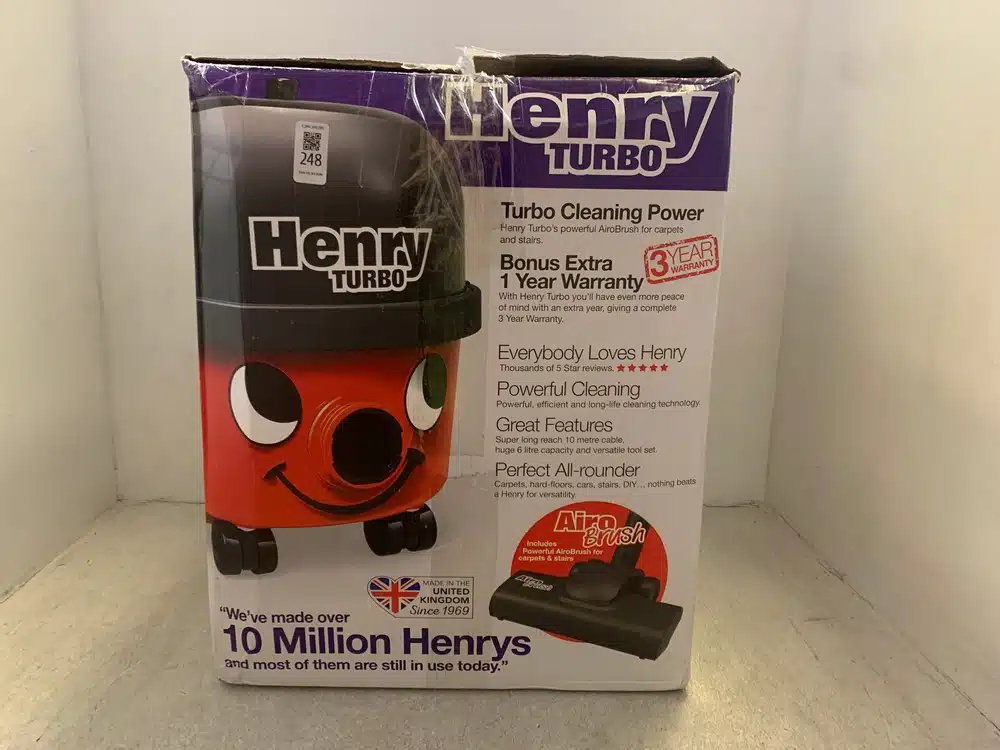 Henry
TURBO
248
Henry
TURBO
Turbo Cleaning Power
Henry Turbo's powerful AiroBrush for carpets
and stairs.
Bonus Extra
1 Year Warranty
3 YEAR
WARRANTY
With Henry Turbo you'll have even more peace
of mind with an extra year, giving a complete
3 Year Warranty.
Everybody Loves Henry
Thousands of 5 Star reviews.
Powerful Cleaning
Powerful, efficient and long-life cleaning technology.
Great Features
Super long reach 10 metre cable,
huge 6 litre capacity and versatile tool set.
Perfect All-rounder
Carpets, hard-floors, cars, stairs, DIY... nothing beats
a Henry for versatility.
Airo
Brush
Includes
Powerful AiroBrush for
carpets & stairs
Airo
Brush
MADE IN THE
UNITED
KINGDOM
Since 1969
"We've made over
10 Million Henrys
and most of them are still in use today."